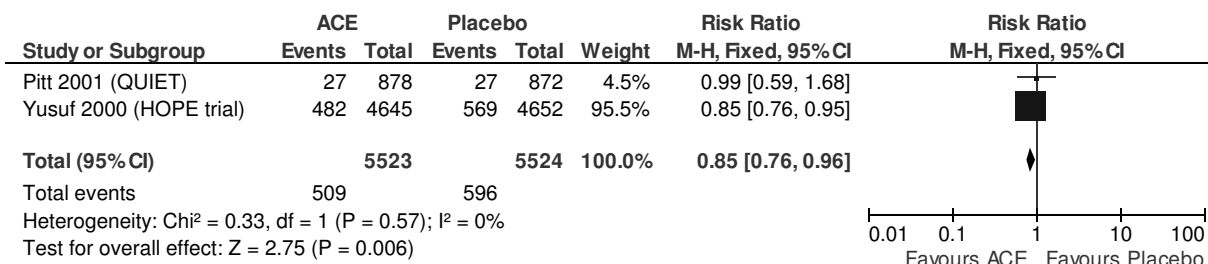 ACE Placebo Risk Ratio Risk Ratio
Study or Subgroup Events Total Events Total Weight M-H, Fixed, 95% CI M-H, Fixed, 95% CI
Pitt 2001 (QUIET) 27 878 27 872 4.5% 0.99 [0.59, 1.68]
Yusuf 2000 (HOPE trial) 482 4645 569 4652 95.5% 0.85 [0.76, 0.95]
Total (95% CI) 5523 5524 100.0% 0.85 [0.76, 0.96]
Total events 509 596
Heterogeneity: Chi² = 0.33, df = 1 (P = 0.57); I² = 0%
Test for overall effect: Z = 2.75 (P = 0.006)
0.01 0.1 1 10 100
Favours ACE Favours Placebo